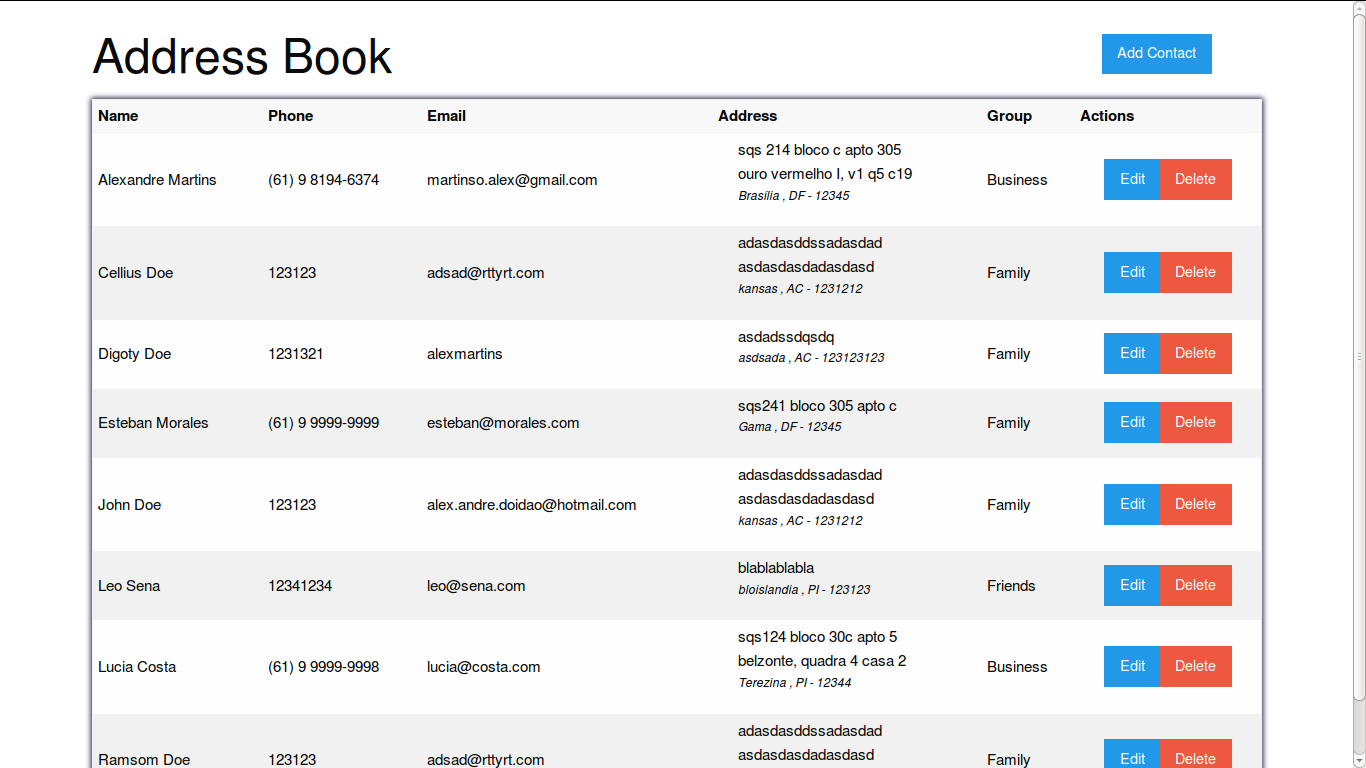 Address Book
Add Contact
Name Phone Email Address Group Actions
sqs 214 bloco c apto 305
Alexandre Martins (61) 9 8194-6374 martinso.alex@gmail.com ouro vermelho I, v1 q5 c19 Business Edit Delete
Brasília , DF - 12345
adasdasddssadasdad
Cellius Doe 123123 adsad@rttyrt.com asdasdasdadasdasd Family Edit Delete
kansas , AC - 1231212
asdadssdqsdq
Digoty Doe 1231321 alexmartins asdsada , AC - 123123123 Family Edit Delete
sqs241 bloco 305 apto c
Esteban Morales (61) 9 9999-9999 esteban@morales.com Gama , DF - 12345 Family Edit Delete
adasdasddssadasdad
John Doe 123123 alex.andre.doidao@hotmail.com asdasdasdadasdasd Family Edit Delete
kansas , AC - 1231212
blablablabla
Leo Sena 12341234 leo@sena.com bloislandia , PI - 123123 Friends Edit Delete
sqs124 bloco 30c apto 5
Lucia Costa (61) 9 9999-9998 lucia@costa.com belzonte, quadra 4 casa 2 Business Edit Delete
Terezina , PI - 12344
adasdasddssadasdad
Ramsom Doe 123123 adsad@rttyrt.com asdasdasdadasdasd Family Edit Delete